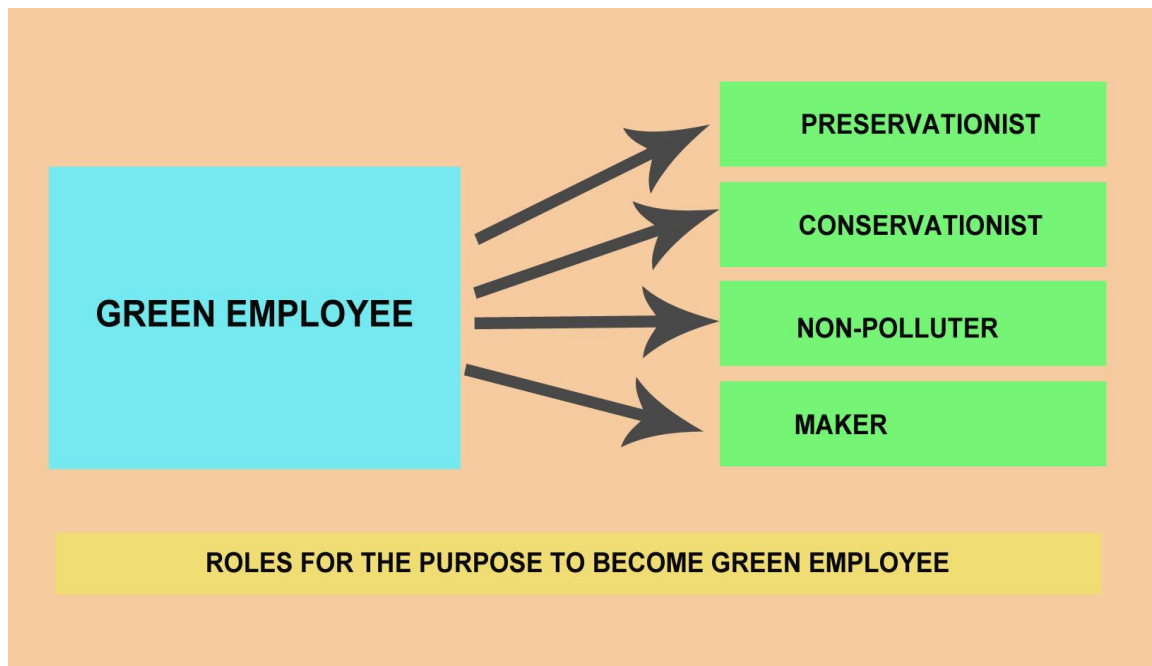 PRESERVATIONIST
CONSERVATIONIST
GREEN EMPLOYEE
NON-POLLUTER
MAKER
ROLES FOR THE PURPOSE TO BECOME GREEN EMPLOYEE